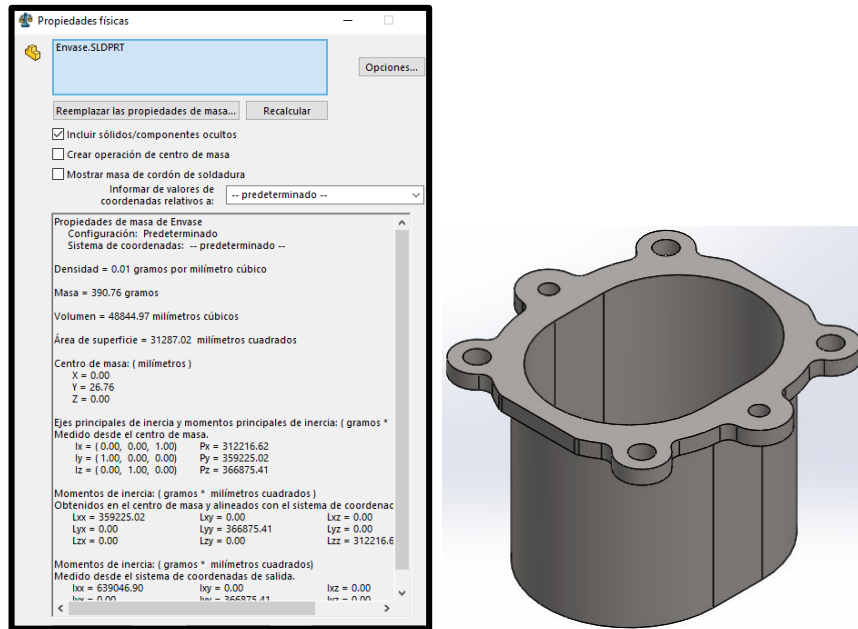 Propiedades físicas
Envase.SLDPRT
Opciones...
Reemplazar las propiedades de masa...
Recalcular
Incluir sólidos/componentes ocultos
Crear operación de centro de masa
Mostrar masa de cordón de soldadura
Informar de valores de
coordenadas relativos a:
-- predeterminado --
Propiedades de masa de Envase
Configuración: Predeterminado
Sistema de coordenadas: -- predeterminado --
Densidad = 0.01 gramos por milímetro cúbico
Masa = 390.76 gramos
Volumen = 48844.97 milímetros cúbicos
Área de superficie = 31287.02 milímetros cuadrados
Centro de masa: ( milímetros )
X = 0.00
Y = 26.76
Z = 0.00
Ejes principales de inercia y momentos principales de inercia: ( gramos *
Medido desde el centro de masa.
Ix = ( 0.00, 0.00, 1.00) Px = 312216.62
Iy = ( 1.00, 0.00, 0.00) Py = 359225.02
Iz = ( 0.00, 1.00, 0.00) Pz = 366875.41
Momentos de inercia: ( gramos * milímetros cuadrados )
Obtenidos en el centro de masa y alineados con el sistema de coordenac
Lxx = 359225.02 Lxy = 0.00 Lxz = 0.00
Lyx = 0.00 Lyy = 366875.41 Lyz = 0.00
Lzx = 0.00 Lzy = 0.00 Lzz = 312216.6
Momentos de inercia: ( gramos * milímetros cuadrados)
Medido desde el sistema de coordenadas de salida.
Ixx = 639046.90 Ixy = 0.00 Ixz = 0.00
Iyx = 0.00 Iyy = 366875.41 Iyz = 0.00